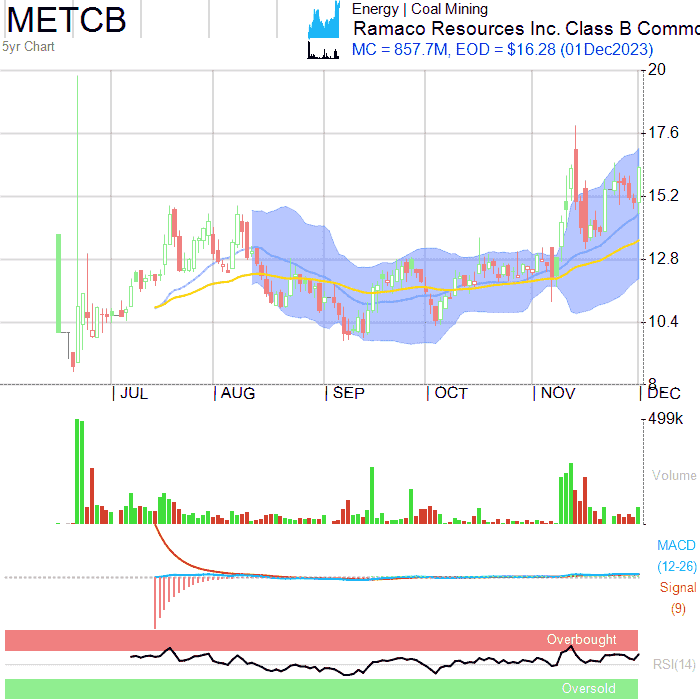 METCB
5yr Chart
Energy | Coal Mining
Ramaco Resources Inc. Class B Commo
MC = 857.7M, EOD = $16.28 (01Dec2023)
20
17.6
15.2
12.8
10.4
8
JUL
AUG
SEP
OCT
NOV
DEC
499k
Volume
MACD
(12-26)
Signal
(9)
Overbought
RSI(14)
Oversold